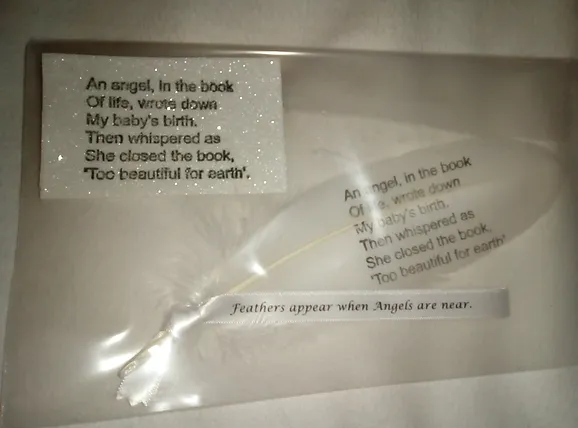 An angel, in the book
Of life, wrote down
My baby's birth.
Then whispered as
She closed the book,
'Too beautiful for earth'.
An angel, in the book
Of life, wrote down
My baby's birth.
Then whispered as
She closed the book,
'Too beautiful for earth'
Feathers appear when Angels are near.